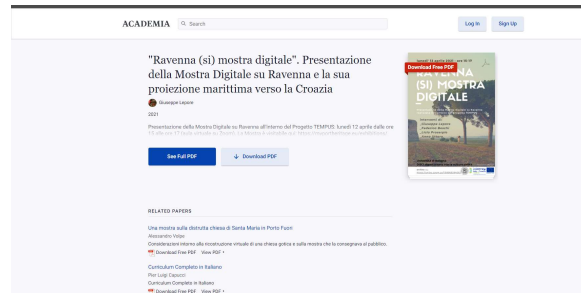 ACADEMIA
Search
Log In
Sign Up
"Ravenna (si) mostra digitale". Presentazione
della Mostra Digitale su Ravenna e la sua
proiezione marittima verso la Croazia
Giuseppe Lepore
2021
Presentazione della Mostra Digitale su Ravenna all'interno del Progetto TEMPUS: lunedì 12 aprile dalle ore
See Full PDF
Download PDF
Download Free PDF
RAVENNA
(SI) MOSTRA
DIGITALE
RELATED PAPERS
Una mostra sulla distrutta chiesa di Santa Maria in Porto Fuori
Alessandro Volpe
Considerazioni intorno alla ricostruzione virtuale di una chiesa gotica e sulla mostra che la consegnava al pubblico.
Download Free PDF View PDF
Curriculum Completo in Italiano
Pier Luigi Capucci
Curriculum Completo in Italiano
Download Free PDF View PDF